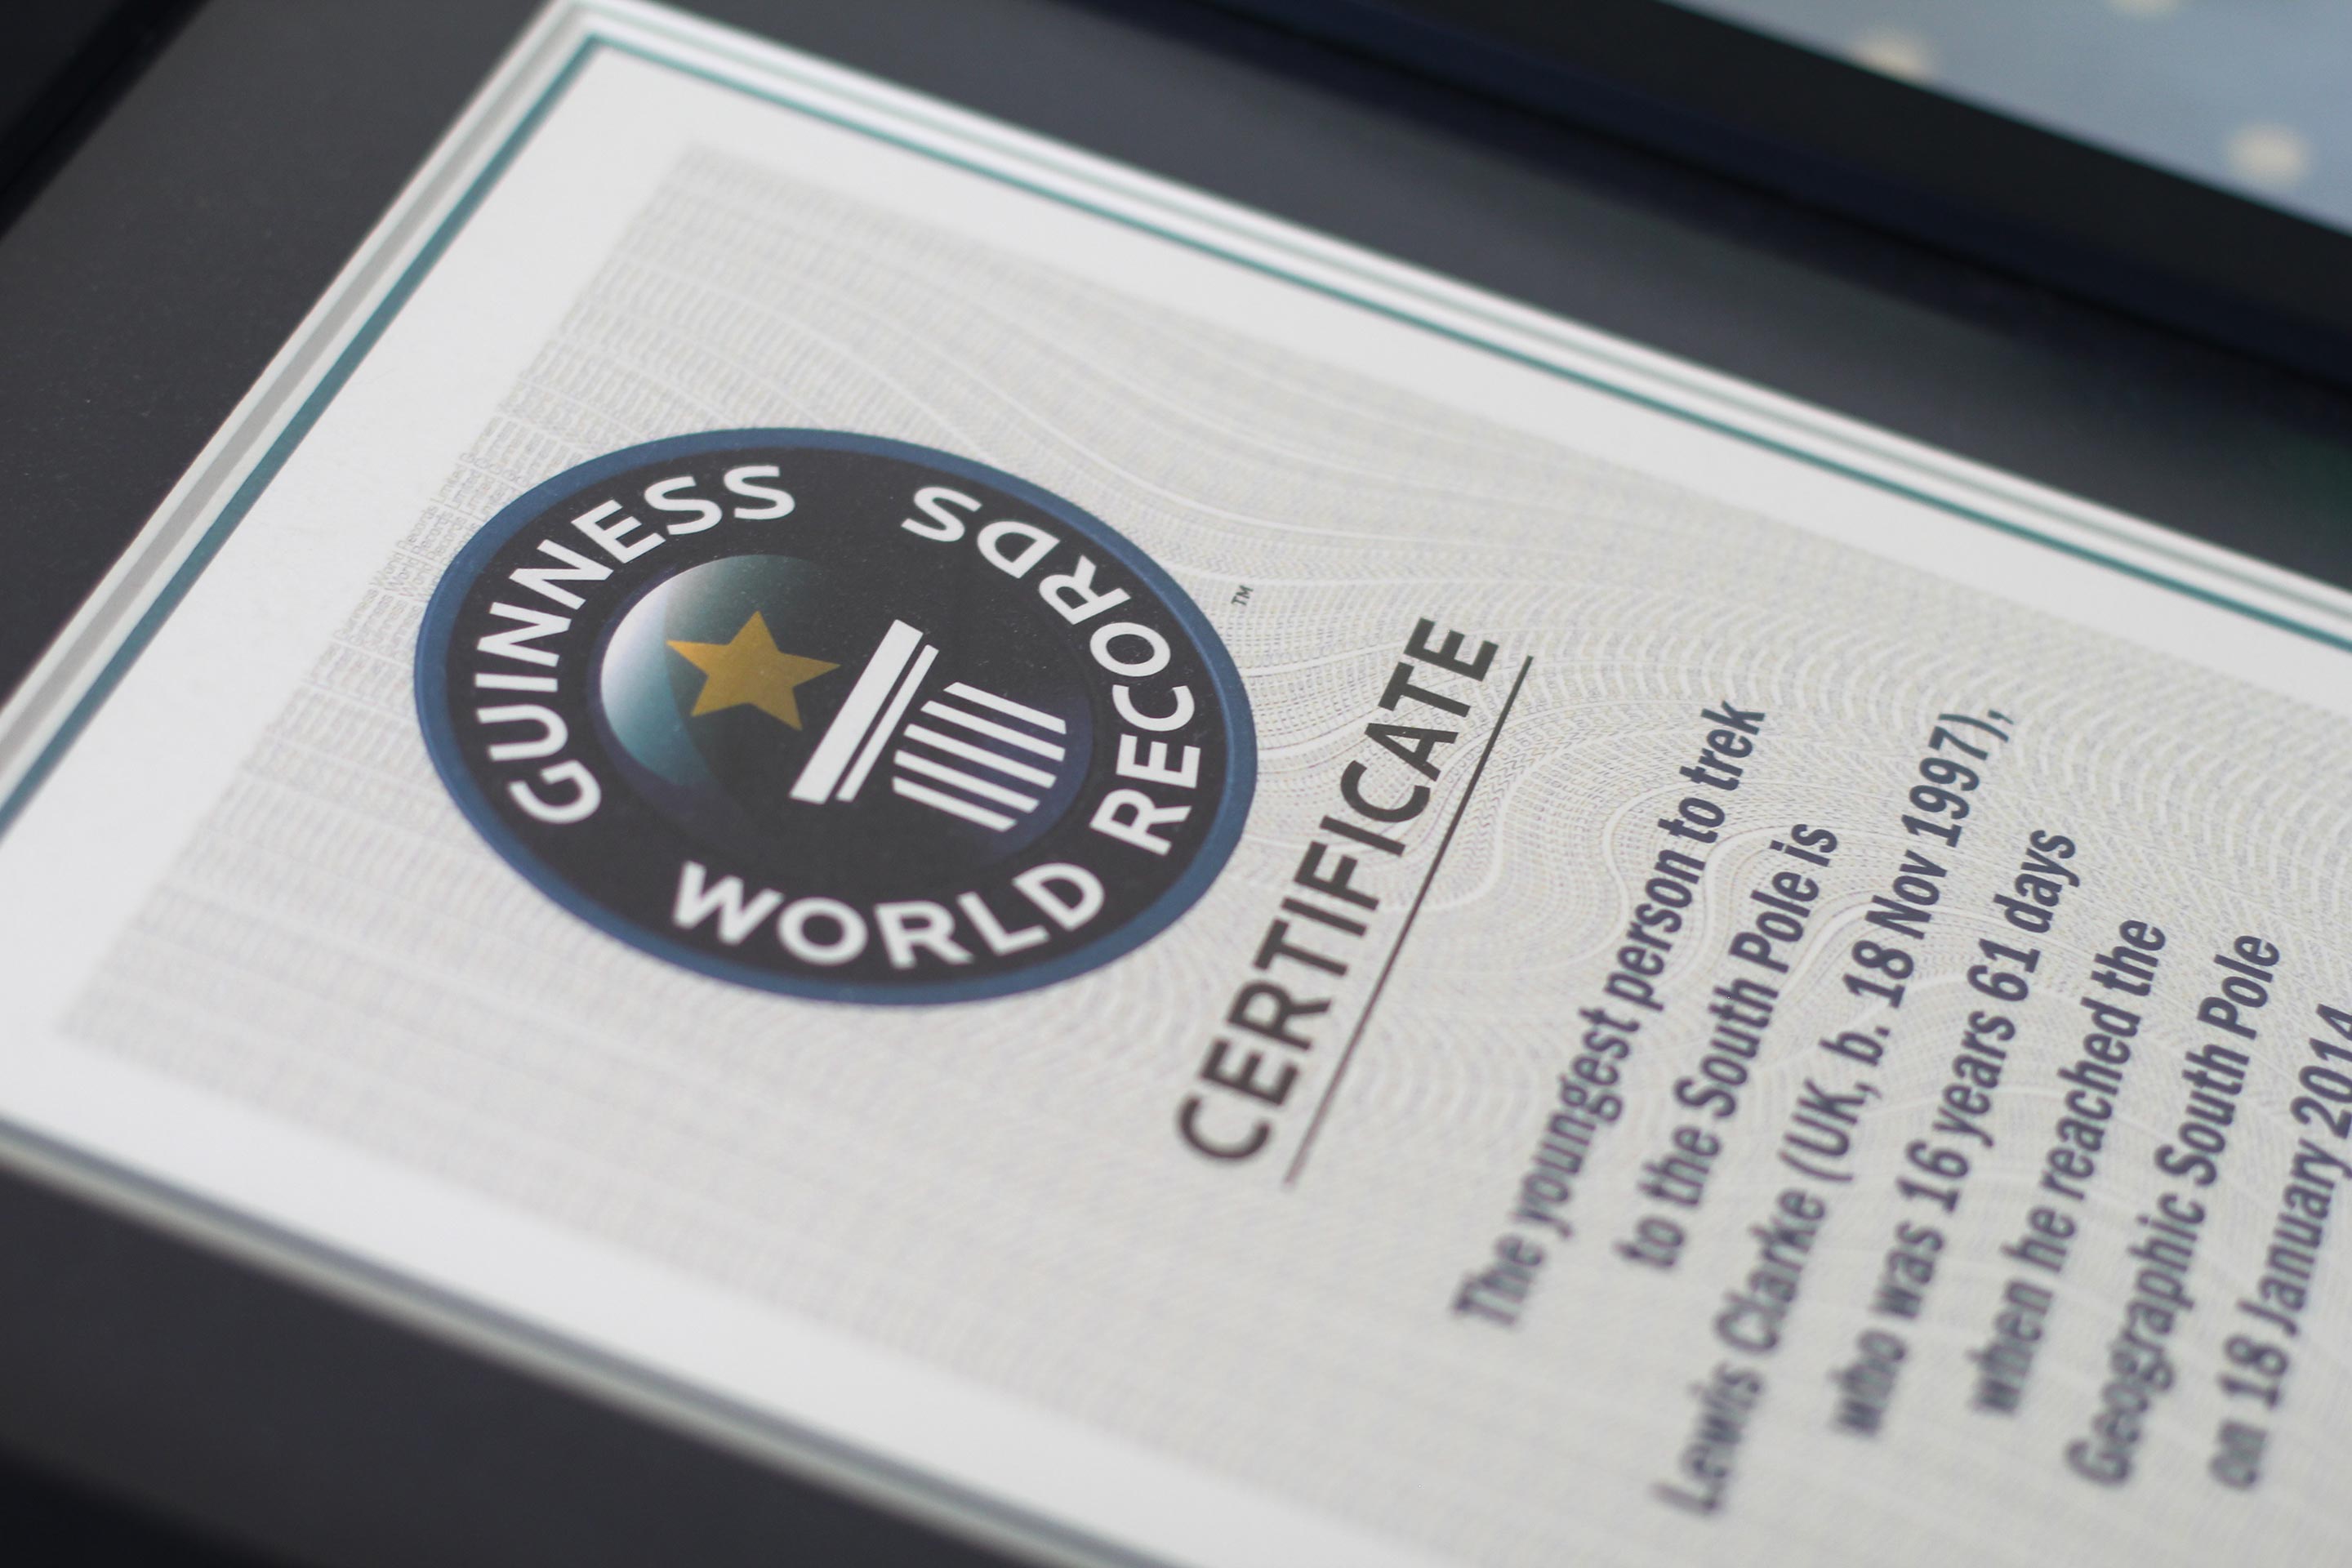 GUINNESS WORLD RECORDS
TM
CERTIFICATE
The youngest person to trek
to the South Pole is
Lewis Clarke (UK, b. 18 Nov 1997),
who was 16 years 61 days
when he reached the
Geographic South Pole
on 18 January 2014